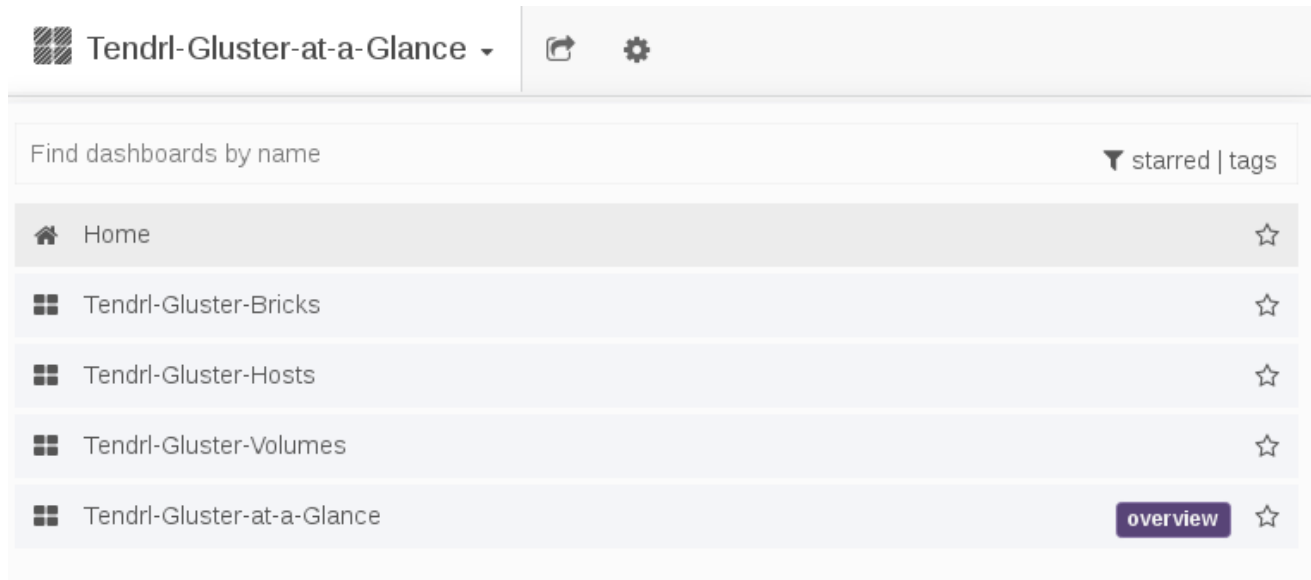 Tendrl-Gluster-at-a-Glance
Find dashboards by name
starred | tags
Home
Tendrl-Gluster-Bricks
Tendrl-Gluster-Hosts
Tendrl-Gluster-Volumes
Tendrl-Gluster-at-a-Glance overview